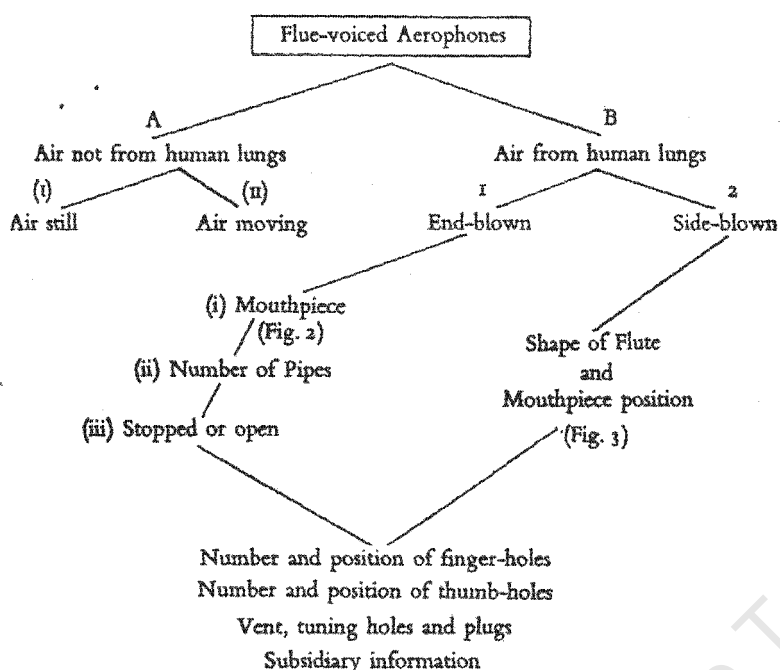 Flue-voiced Aerophones
A
B
Air not from human lungs
Air from human lungs
(I)
(II)
1
2
Air still
Air moving
End-blown
Side-blown
(i) Mouthpiece
(Fig. 2)
(ii) Number of Pipes
(iii) Stopped or open
Shape of Flute
and
Mouthpiece position
(Fig. 3)
Number and position of finger-holes
Number and position of thumb-holes
Vent, tuning holes and plugs
Subsidiary information